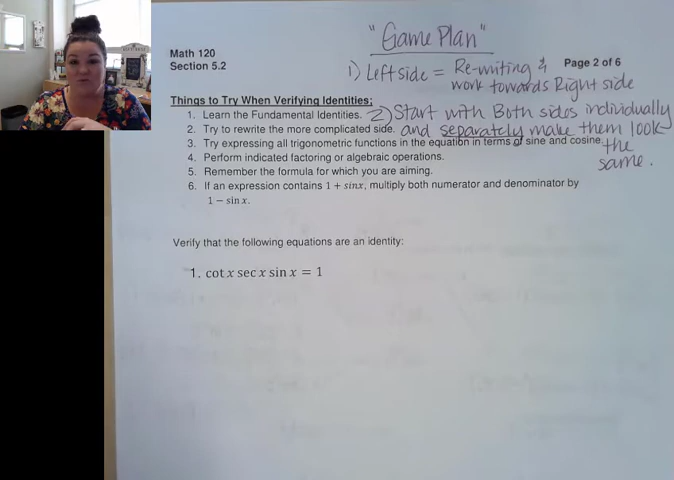 "Game Plan"
Math 120
Section 5.2
Page 2 of 6
1) Left side = Re-writing &
work towards Right side
Things to Try When Verifying Identities:
1. Learn the Fundamental Identities. 2) Start with Both sides individually
2. Try to rewrite the more complicated side. and separately make them look
3. Try expressing all trigonometric functions in the equation in terms of sine and cosine. the
4. Perform indicated factoring or algebraic operations. same.
5. Remember the formula for which you are aiming.
6. If an expression contains 1 + sinx, multiply both numerator and denominator by
1 − sin x.
Verify that the following equations are an identity:
1. cot x sec x sin x = 1